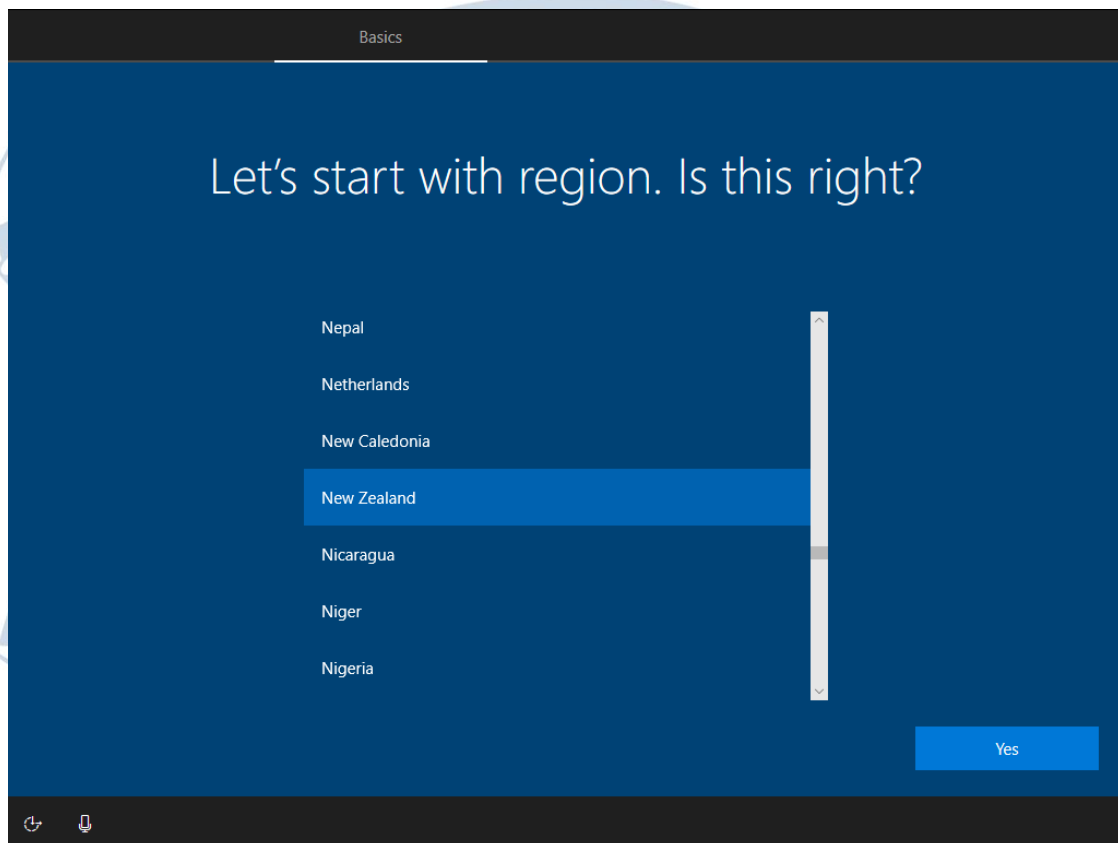 Basics
Let's start with region. Is this right?
Nepal
Netherlands
New Caledonia
New Zealand
Nicaragua
Niger
Nigeria
Yes